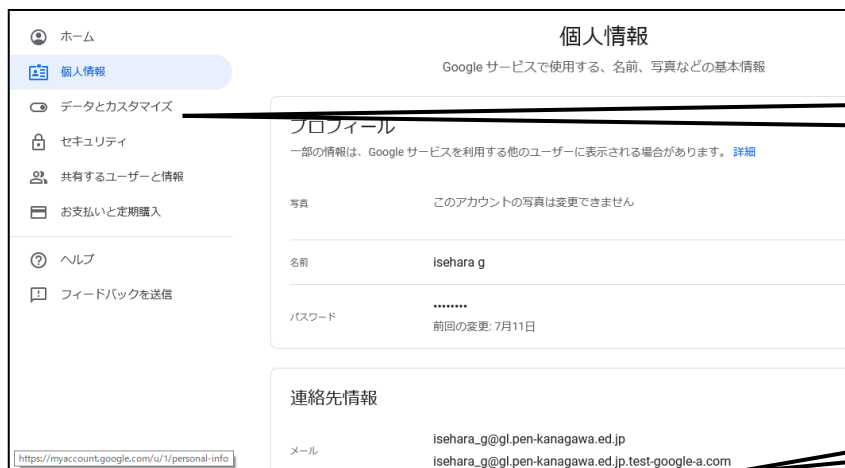 ホーム
個人情報
データとカスタマイズ
セキュリティ
共有するユーザーと情報
お支払いと定期購入
ヘルプ
フィードバックを送信
https://myaccount.google.com/u/1/personal-info
個人情報
Google サービスで使用する、名前、写真などの基本情報
プロフィール
一部の情報は、Google サービスを利用する他のユーザーに表示される場合があります。 詳細
写真 このアカウントの写真は変更できません
名前 isehara g
パスワード ••••••••
前回の変更: 7月11日
連絡先情報
メール isehara_g@gl.pen-kanagawa.ed.jp
isehara_g@gl.pen-kanagawa.ed.jp.test-google-a.com